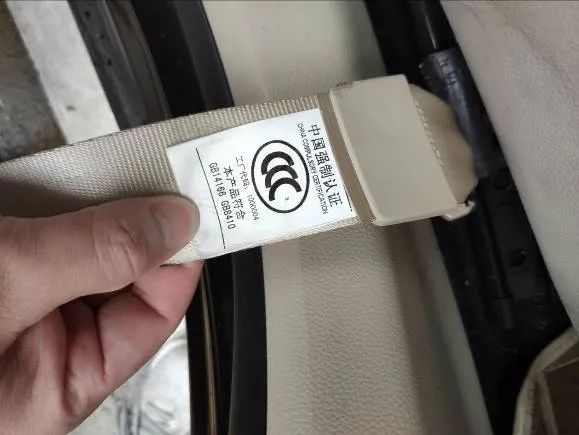 中国强制认证
CHINA COMPULSORY CERTIFICATION
CCC
S
工厂代码：1000004
本产品符合
GB14166 GB8410